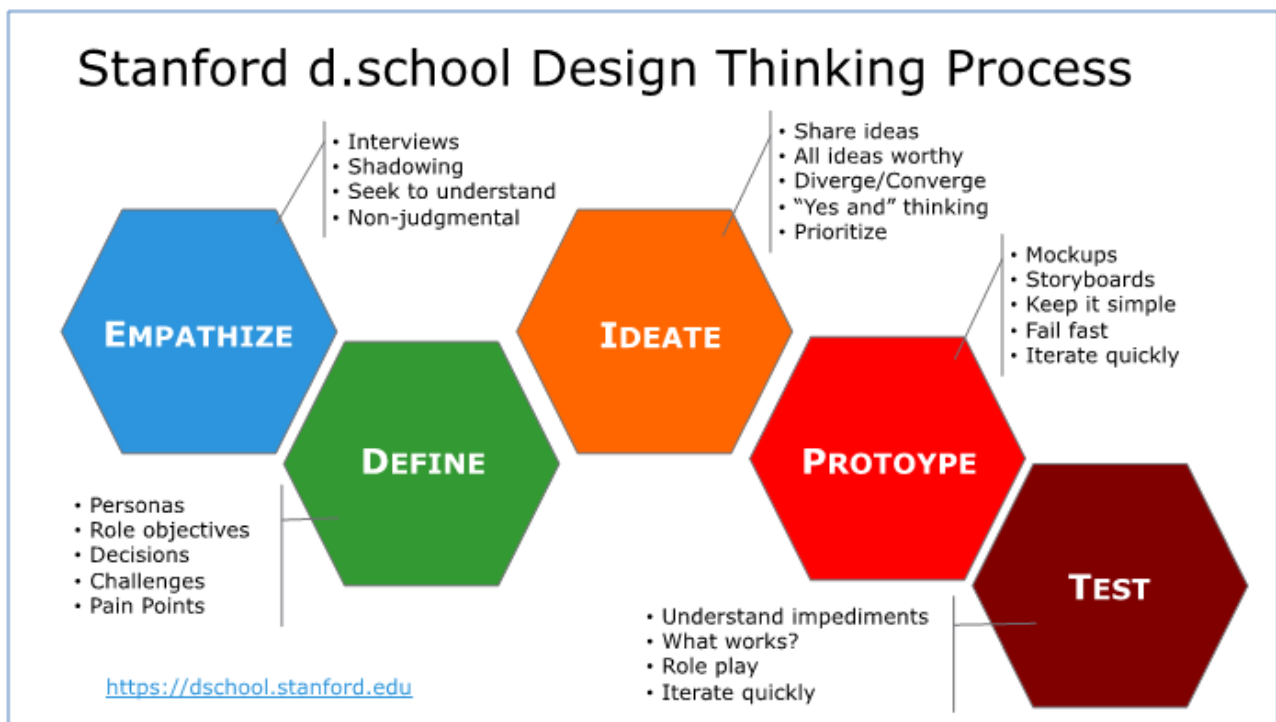 Stanford d.school Design Thinking Process
• Interviews
• Shadowing
• Seek to understand
• Non-judgmental
• Share ideas
• All ideas worthy
• Diverge/Converge
• “Yes and” thinking
• Prioritize
• Mockups
• Storyboards
• Keep it simple
• Fail fast
• Iterate quickly
EMPATHIZE
DEFINE
IDEATE
PROTOYPE
TEST
• Personas
• Role objectives
• Decisions
• Challenges
• Pain Points
• Understand impediments
• What works?
• Role play
• Iterate quickly
https://dschool.stanford.edu